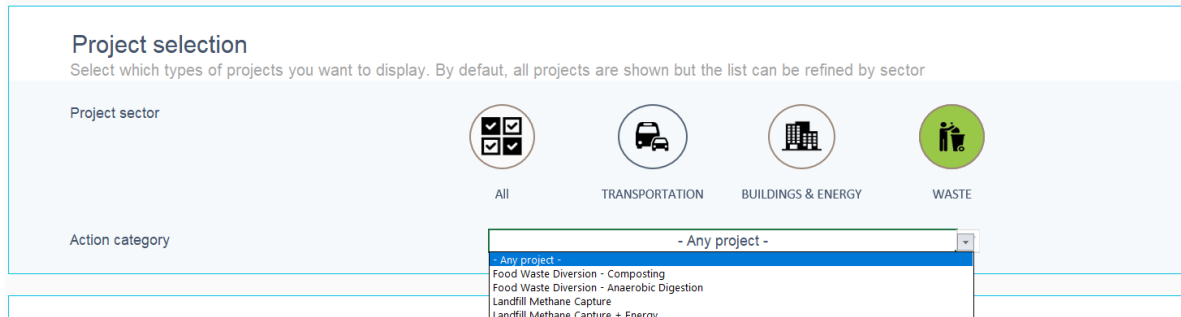 Project selection
Select which types of projects you want to display. By defaut, all projects are shown but the list can be refined by sector
Project sector
All
TRANSPORTATION
BUILDINGS & ENERGY
WASTE
Action category
- Any project -
- Any project -
Food Waste Diversion - Composting
Food Waste Diversion - Anaerobic Digestion
Landfill Methane Capture
Landfill Methane Capture + Energy